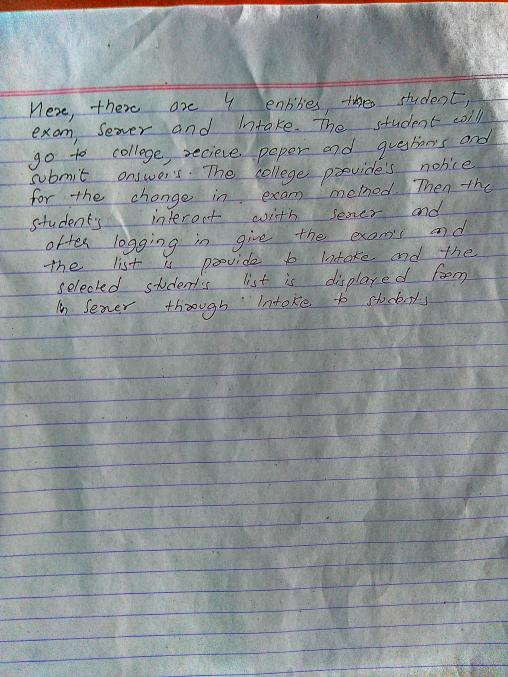 Here, there are 4 entities, the student,
exam, server and Intake. The student will
go to college, recieve paper and questions and
submit answers. The college provide's notice
for the change in exam method. Then the
student's interact with server and
after logging in give the exam's and
the list is provide to Intake and the
selected student's list is displayed from
in server through Intake to students